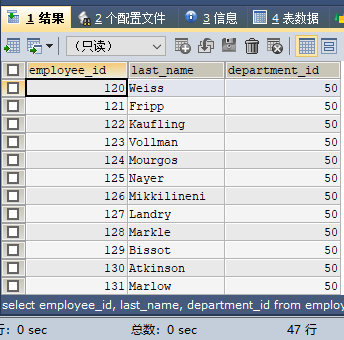 1 结果 2 个配置文件 3 信息 4 表数据
（只读）
employee_id last_name department_id
120 Weiss 50
121 Fripp 50
122 Kaufling 50
123 Vollman 50
124 Mourgos 50
125 Nayer 50
126 Mikkilineni 50
127 Landry 50
128 Markle 50
129 Bissot 50
130 Atkinson 50
131 Marlow 50
select employee_id, last_name, department_id from employ
行: 0 sec 总数: 0 sec 47 行